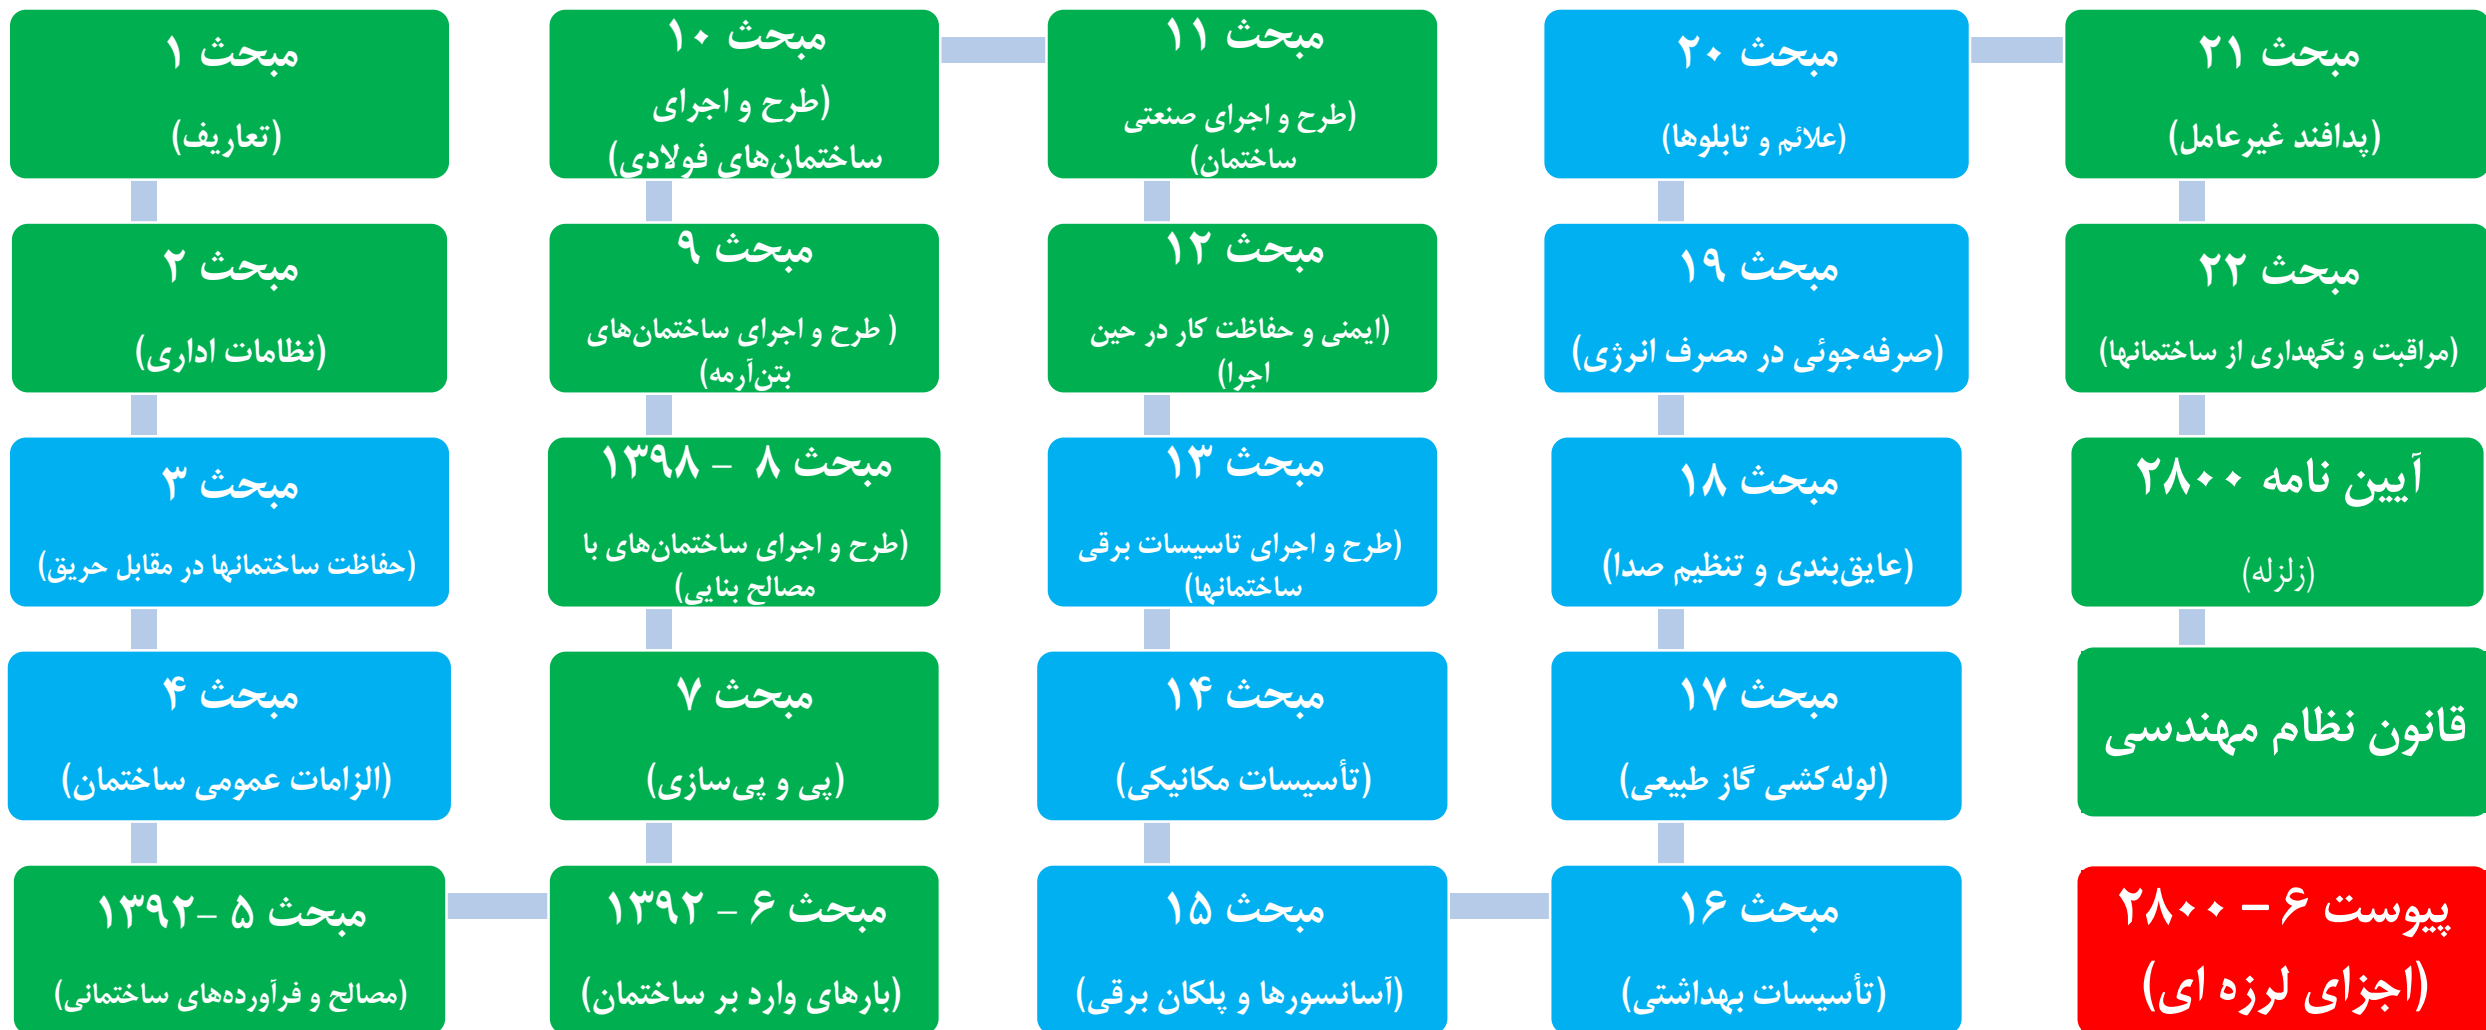 مبحث ۱
(تعاریف)
مبحث ۲
(نظامات اداری)
مبحث ۳
(حفاظت ساختمانها در مقابل حریق)
مبحث ۴
(الزامات عمومی ساختمان)
مبحث ۵ –۱۳۹۲
(مصالح و فرآورده‌های ساختمانی)
مبحث ۶ – ۱۳۹۲
(بارهای وارد بر ساختمان)
مبحث ۷
(پی و پی‌سازی)
مبحث ۸ – ۱۳۹۸
(طرح و اجرای ساختمان‌های با
مصالح بنایی)
مبحث ۹
( طرح و اجرای ساختمان‌های
بتن‌آرمه)
مبحث ۱۰
(طرح و اجرای
ساختمان‌های فولادی)
مبحث ۱۱
(طرح و اجرای صنعتی
ساختمان)
مبحث ۱۲
(ایمنی و حفاظت کار در حین
اجرا)
مبحث ۱۳
(طرح و اجرای تاسیسات برقی
ساختمانها)
مبحث ۱۴
(تأسیسات مکانیکی)
مبحث ۱۵
(آسانسورها و پلکان برقی)
مبحث ۱۶
(تأسیسات بهداشتی)
مبحث ۱۷
(لوله‌کشی گاز طبیعی)
مبحث ۱۸
(عایق‌بندی و تنظیم صدا)
مبحث ۱۹
(صرفه‌جوئی در مصرف انرژی)
مبحث ۲۰
(علائم و تابلوها)
مبحث ۲۱
(پدافند غیرعامل)
مبحث ۲۲
(مراقبت و نگهداری از ساختمانها)
آیین نامه ۲۸۰۰
(زلزله)
قانون نظام مهندسی
پیوست ۶ – ۲۸۰۰
(اجزای لرزه ای)